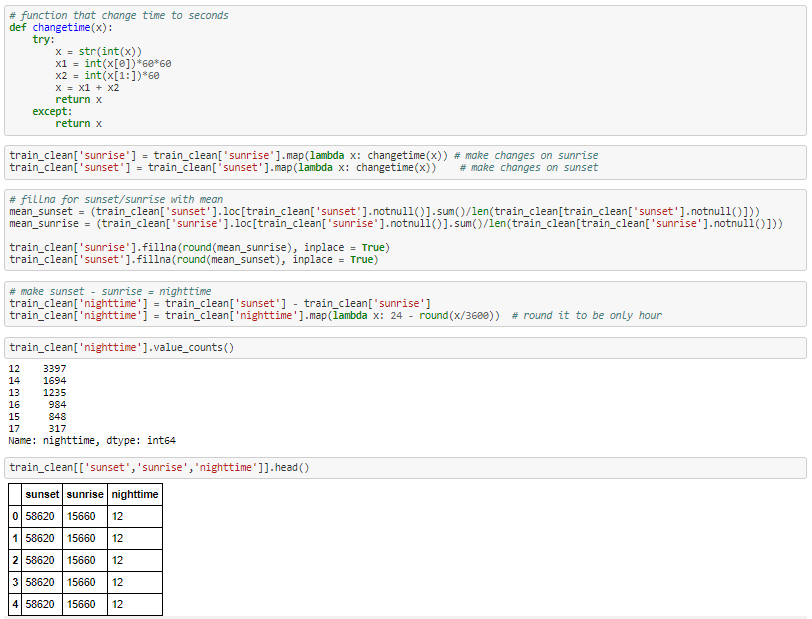 # function that change time to seconds
def changetime(x):
    try:
        x = str(int(x))
        x1 = int(x[0])*60*60
        x2 = int(x[1:])*60
        x = x1 + x2
        return x
    except:
        return x
train_clean['sunrise'] = train_clean['sunrise'].map(lambda x: changetime(x)) # make changes on sunrise
train_clean['sunset'] = train_clean['sunset'].map(lambda x: changetime(x))    # make changes on sunset
# fillna for sunset/sunrise with mean
mean_sunset = (train_clean['sunset'].loc[train_clean['sunset'].notnull()].sum()/len(train_clean[train_clean['sunset'].notnull()]))
mean_sunrise = (train_clean['sunrise'].loc[train_clean['sunrise'].notnull()].sum()/len(train_clean[train_clean['sunrise'].notnull()]))
train_clean['sunrise'].fillna(round(mean_sunrise), inplace = True)
train_clean['sunset'].fillna(round(mean_sunset), inplace = True)
# make sunset - sunrise = nighttime
train_clean['nighttime'] = train_clean['sunset'] - train_clean['sunrise']
train_clean['nighttime'] = train_clean['nighttime'].map(lambda x: 24 - round(x/3600))  # round it to be only hour
train_clean['nighttime'].value_counts()
12    3397
14    1694
13    1235
16     984
15     848
17     317
Name: nighttime, dtype: int64
train_clean[['sunset','sunrise','nighttime']].head()
sunset sunrise nighttime
0 58620 15660 12
1 58620 15660 12
2 58620 15660 12
3 58620 15660 12
4 58620 15660 12